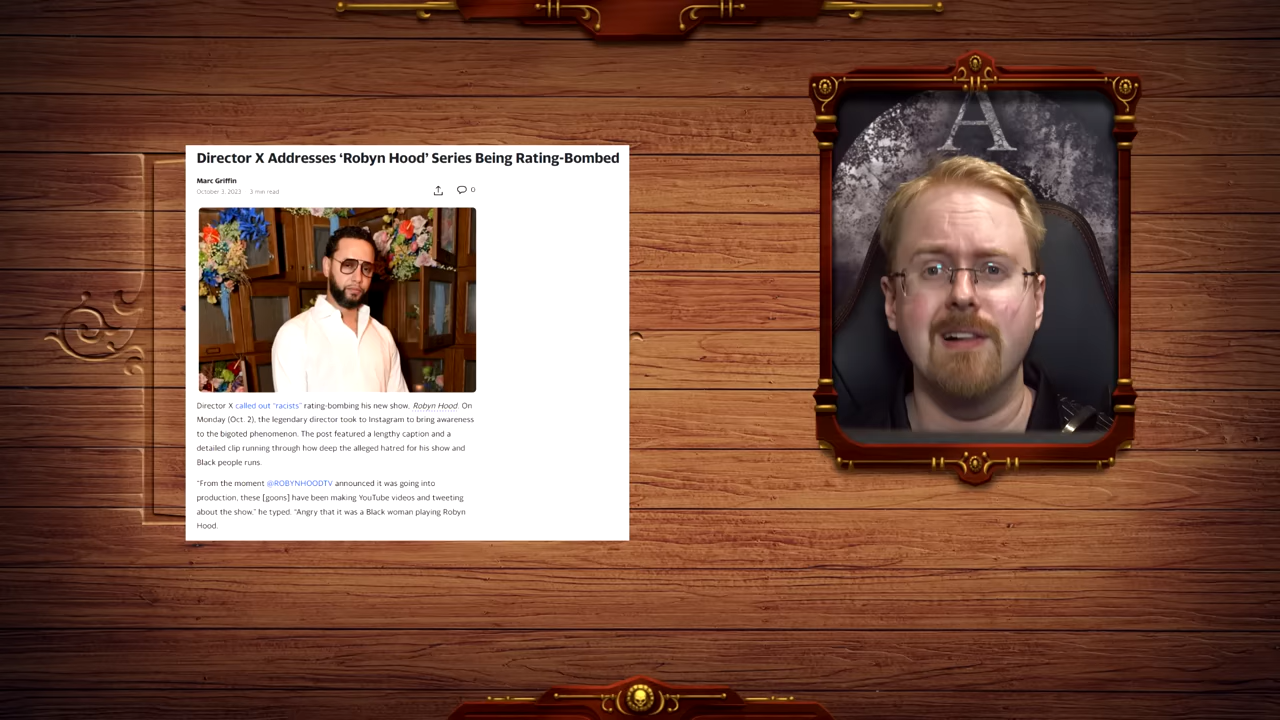 A
Director X Addresses ‘Robyn Hood’ Series Being Rating-Bombed
Marc Griffin
October 3, 2023 3 min read
0
Director X called out “racists” rating-bombing his new show, Robyn Hood. On
Monday (Oct. 2), the legendary director took to Instagram to bring awareness
to the bigoted phenomenon. The post featured a lengthy caption and a
detailed clip running through how deep the alleged hatred for his show and
Black people runs.
“From the moment @ROBYNHOODTV announced it was going into
production, these [goons] have been making YouTube videos and tweeting
about the show,” he typed. “Angry that it was a Black woman playing Robyn
Hood.